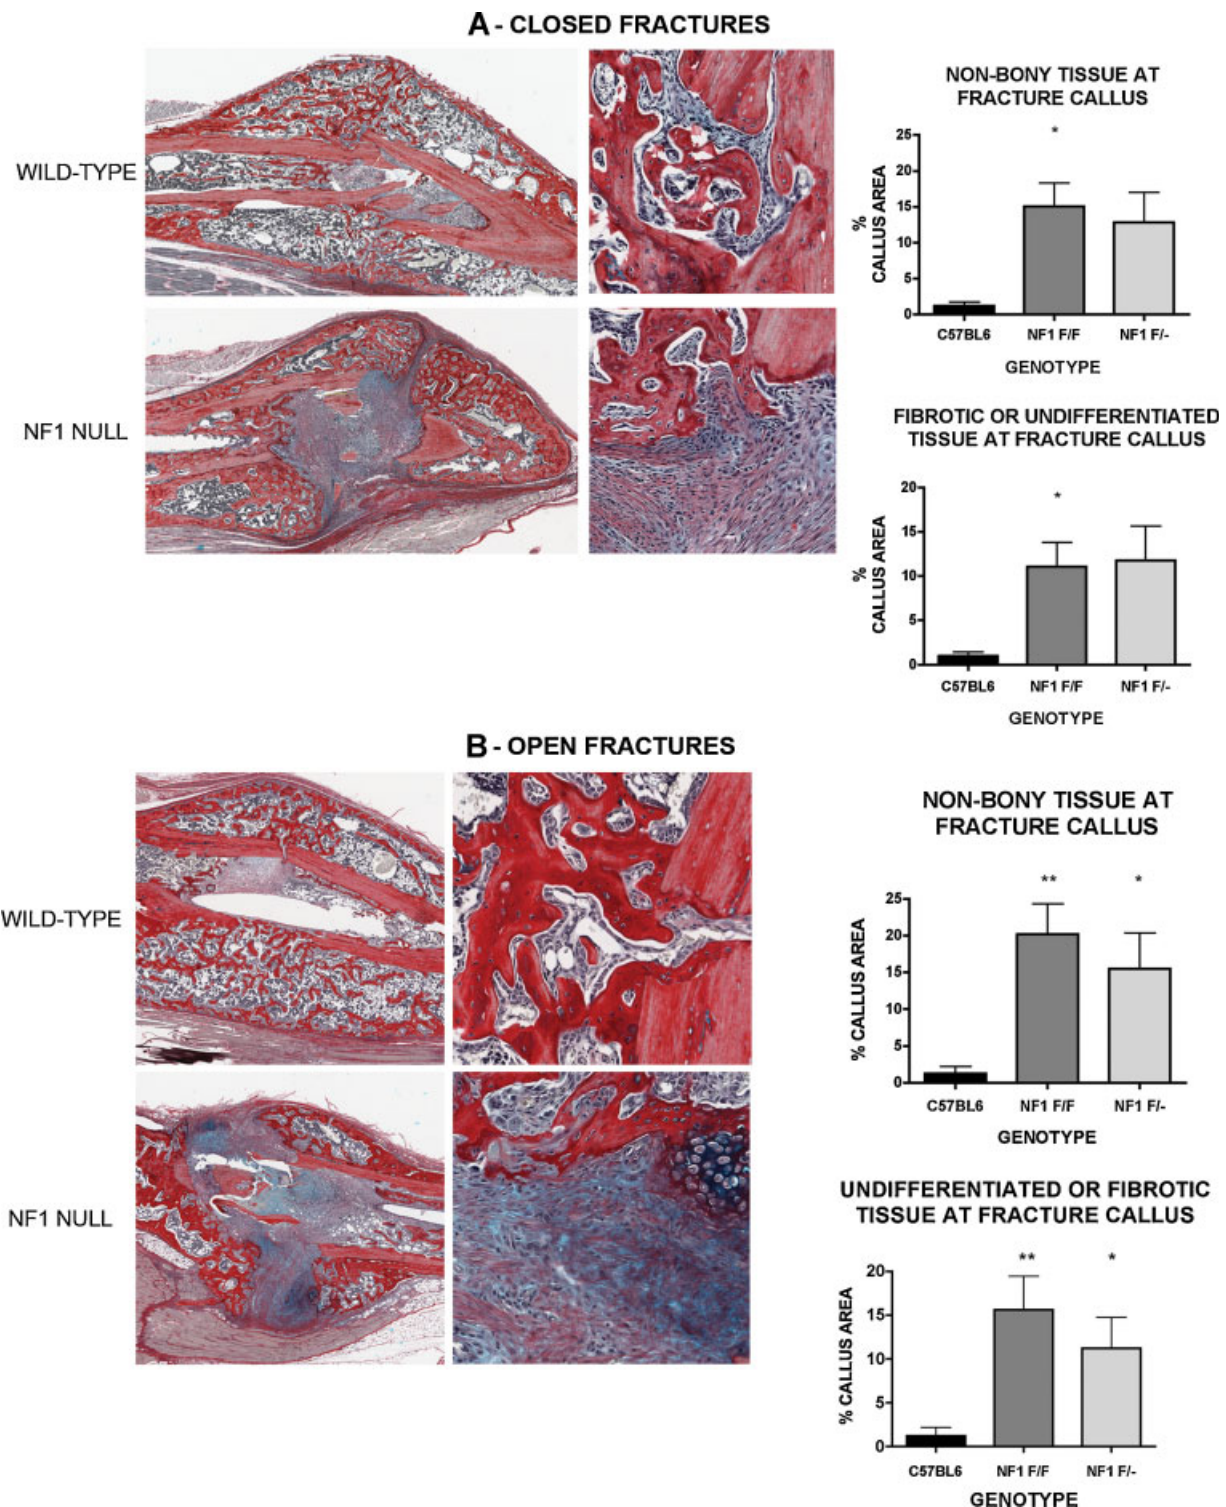 A - CLOSED FRACTURES
WILD-TYPE
NF1 NULL
NON-BONY TISSUE AT
FRACTURE CALLUS
*
25
20
15
10
5
0
%
CALLUS AREA
C57BL6 NF1 F/F NF1 F/-
GENOTYPE
FIBROTIC OR UNDIFFERENTIATED
TISSUE AT FRACTURE CALLUS
*
20
15
10
5
0
%
CALLUS AREA
C57BL6 NF1 F/F NF1 F/-
GENOTYPE
B - OPEN FRACTURES
WILD-TYPE
NF1 NULL
NON-BONY TISSUE AT
FRACTURE CALLUS
** *
25
20
15
10
5
0
% CALLUS AREA
C57BL6 NF1 F/F NF1 F/-
GENOTYPE
UNDIFFERENTIATED OR FIBROTIC
TISSUE AT FRACTURE CALLUS
** *
20
15
10
5
0
% CALLUS AREA
C57BL6 NF1 F/F NF1 F/-
GENOTYPE